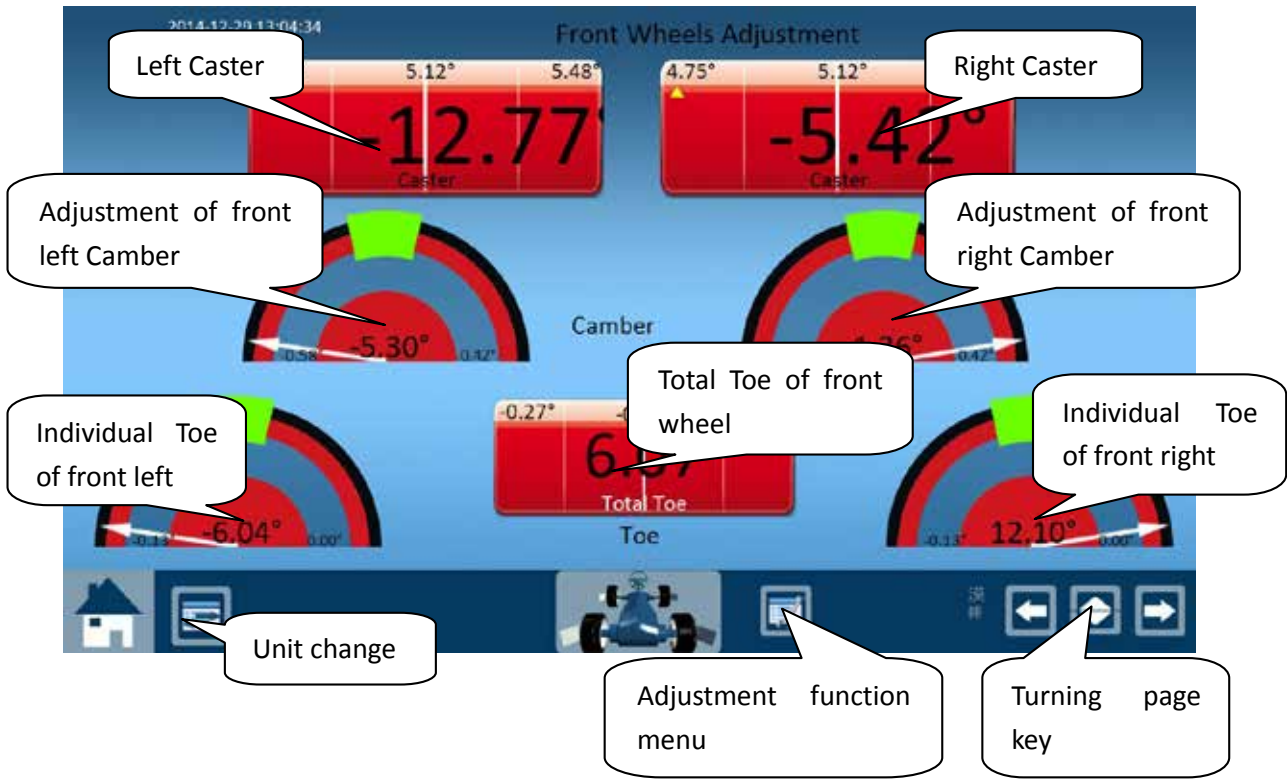 2014-12-29 13:04:34
Front Wheels Adjustment
Left Caster
5.12°
5.48°
4.75°
5.12°
Right Caster
-12.77°
-5.42°
Caster
Caster
Adjustment of front
left Camber
Adjustment of front
right Camber
Camber
-5.30°
0.42°
0.42°
Total Toe of front
wheel
-0.27°
Individual Toe
of front left
Individual Toe
of front right
Total Toe
Toe
-0.13°
-6.04°
0.00°
-0.13°
12.10°
0.00°
Unit change
Adjustment function
menu
Turning page
key